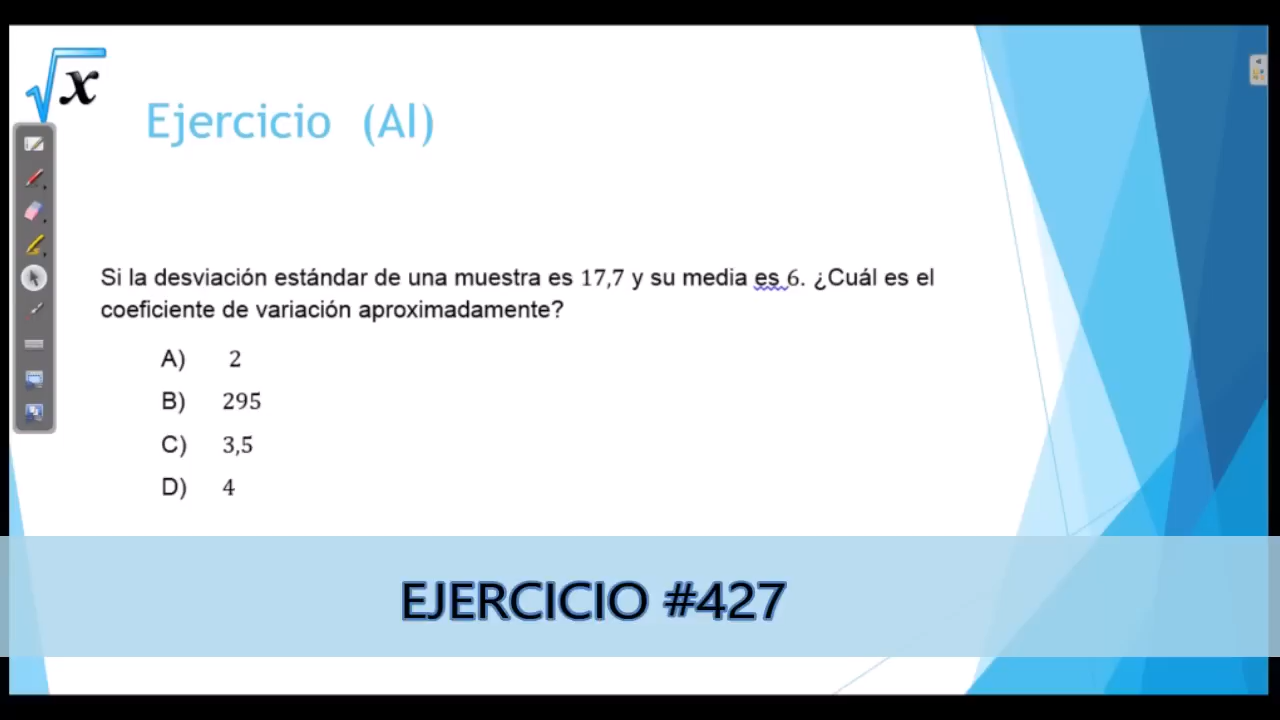 √x
Ejercicio (Al)
Si la desviación estándar de una muestra es 17,7 y su media es 6. ¿Cuál es el
coeficiente de variación aproximadamente?
A) 2
B) 295
C) 3,5
D) 4
EJERCICIO #427